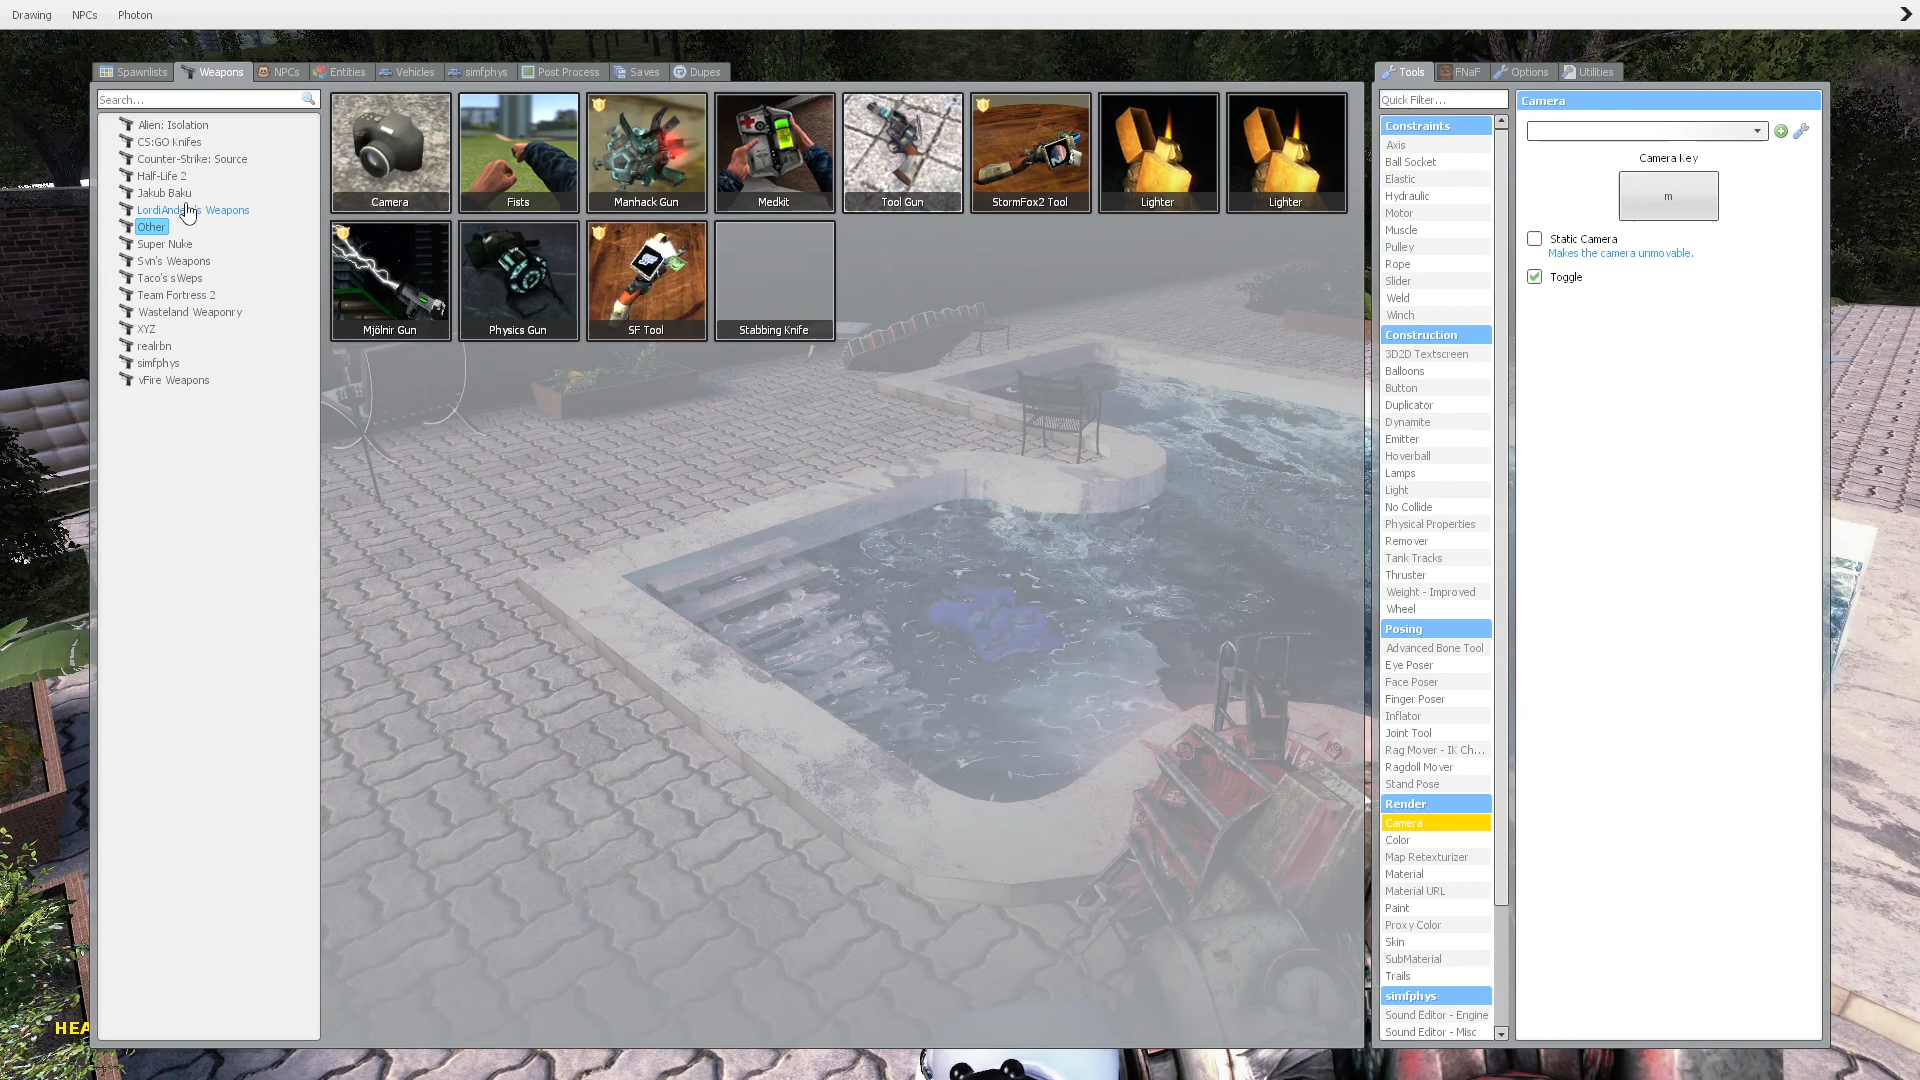 Drawing NPCs Photon
Spawnlists Weapons NPCs Entities Vehicles simfphys Post Process Saves Dupes
Search...
Alien: Isolation
CS:GO Knifes
Counter-Strike: Source
Half-Life 2
Jakub Baku
Weapons
Other
Super Nuke
Svn's Weapons
Taco's sWeps
Team Fortress 2
Wasteland Weaponry
XYZ
realrbn
simfphys
vFire Weapons
Camera Fists Manhack Gun Medkit Tool Gun StormFox2 Tool Lighter Lighter
Mjölnir Gun Physics Gun SF Tool Stabbing Knife
Tools FNaF Options Utilities
Quick Filter...
Constraints
Axis
Ball Socket
Elastic
Hydraulic
Motor
Muscle
Pulley
Rope
Slider
Weld
Winch
Construction
3D2D Textscreen
Balloons
Button
Duplicator
Dynamite
Emitter
Hoverball
Lamps
Light
No Collide
Physical Properties
Remover
Tank Tracks
Thruster
Weight - Improved
Wheel
Posing
Advanced Bone Tool
Eye Poser
Face Poser
Finger Poser
Inflator
Joint Tool
Rag Mover - IK Ch...
Ragdoll Mover
Stand Pose
Render
Camera
Color
Map Retexturizer
Material
Material URL
Paint
Proxy Color
Skin
SubMaterial
Trails
simfphys
Sound Editor - Engine
Sound Editor - Misc
Camera
Camera Key
m
Static Camera
Makes the camera unmovable.
Toggle
HEA